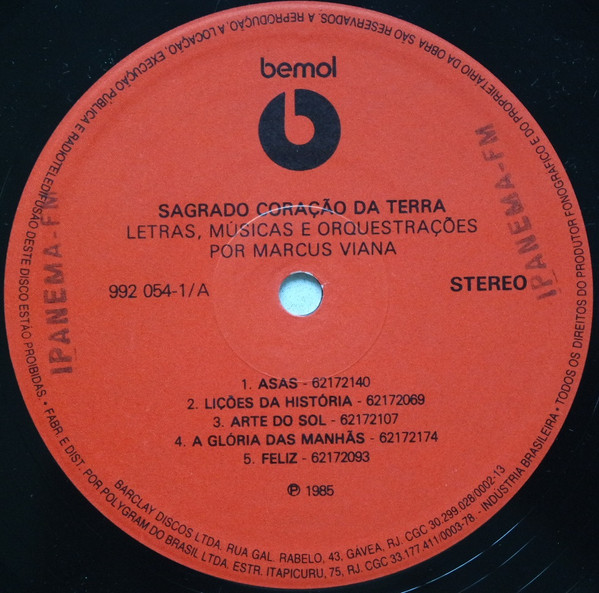 bemol
b
SAGRADO CORAÇÃO DA TERRA
LETRAS, MÚSICAS E ORQUESTRAÇÕES
POR MARCUS VIANA
992 054-1/A
STEREO
1. ASAS - 62172140
2. LIÇÕES DA HISTÓRIA - 62172069
3. ARTE DO SOL - 62172107
4. A GLÓRIA DAS MANHÃS - 62172174
5. FELIZ - 62172093
℗ 1985
IPANEMA-FM
IPANEMA-FM
• TODOS OS DIREITOS DO PRODUTOR FONOGRÁFICO E DO PROPRIETÁRIO DA OBRA SÃO RESERVADOS. A REPRODUÇÃO, A LOCAÇÃO, EXECUÇÃO PÚBLICA E RADIOTELEDIFUSÃO DESTE DISCO ESTÃO PROIBIDAS.
• FABR. E DIST. POR POLYGRAM DO BRASIL LTDA. ESTR. ITAPICURU, 75, RJ. CGC 33.177.411/0003-78. - INDÚSTRIA BRASILEIRA
BARCLAY DISCOS LTDA. RUA GAL. RABELO, 43, GAVEA, RJ. CGC 30.299.028/0002-13